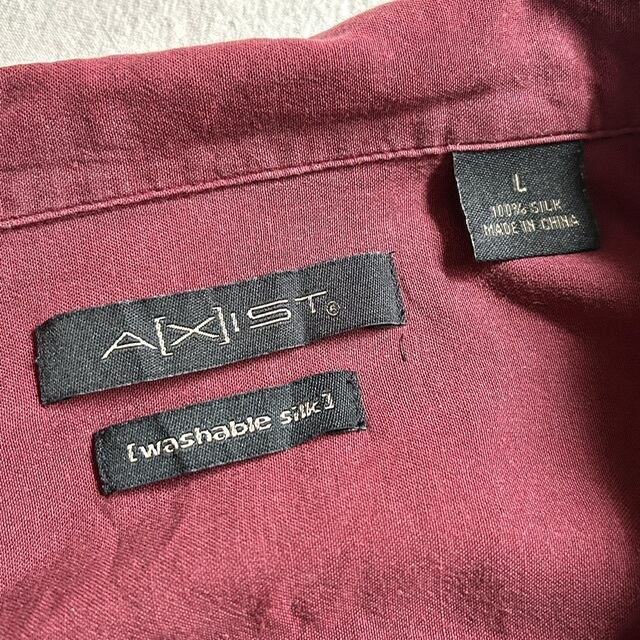 L
100% SILK
MADE IN CHINA
A[X]IST®
[washable silk]